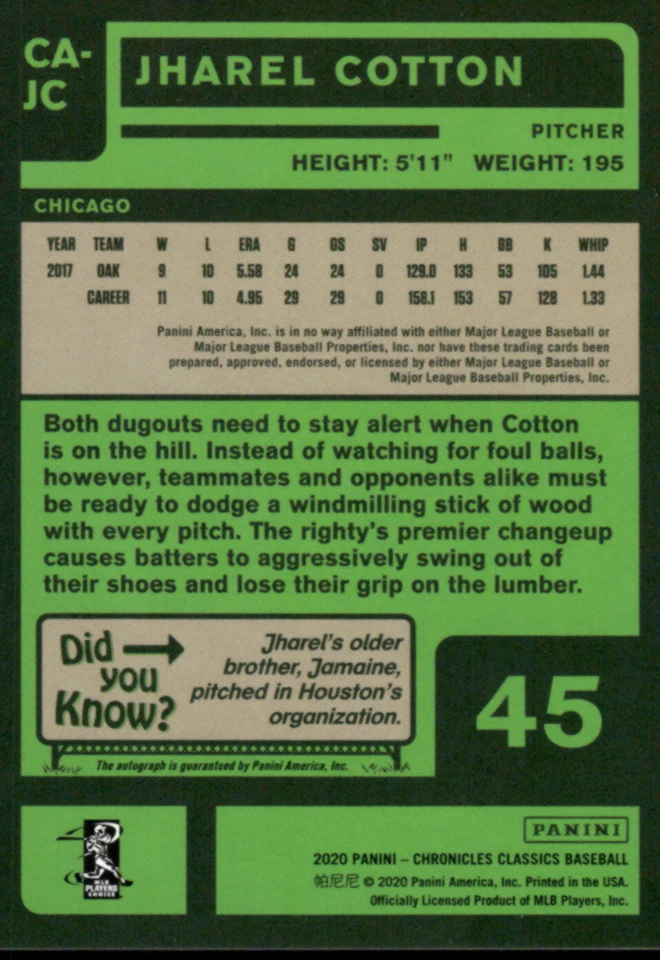 CA-
JC
JHAREL COTTON
PITCHER
HEIGHT: 5'11" WEIGHT: 195
CHICAGO
YEAR TEAM W L ERA G GS SV IP H BB K WHIP
2017 OAK 9 10 5.58 24 24 0 129.0 133 53 105 1.44
CAREER 11 10 4.95 29 29 0 158.1 153 57 128 1.33
Panini America, Inc. is in no way affiliated with either Major League Baseball or
Major League Baseball Properties, Inc. nor have these trading cards been
prepared, approved, endorsed, or licensed by either Major League Baseball or
Major League Baseball Properties, Inc.
Both dugouts need to stay alert when Cotton
is on the hill. Instead of watching for foul balls,
however, teammates and opponents alike must
be ready to dodge a windmilling stick of wood
with every pitch. The righty's premier changeup
causes batters to aggressively swing out of
their shoes and lose their grip on the lumber.
Did
you
Know?
Jharel's older
brother, Jamaine,
pitched in Houston's
organization.
The autograph is guaranteed by Panini America, Inc.
45
MLB
PLAYERS
CHOICE
PANINI
2020 PANINI – CHRONICLES CLASSICS BASEBALL
帕尼尼 © 2020 Panini America, Inc. Printed in the USA.
Officially Licensed Product of MLB Players, Inc.